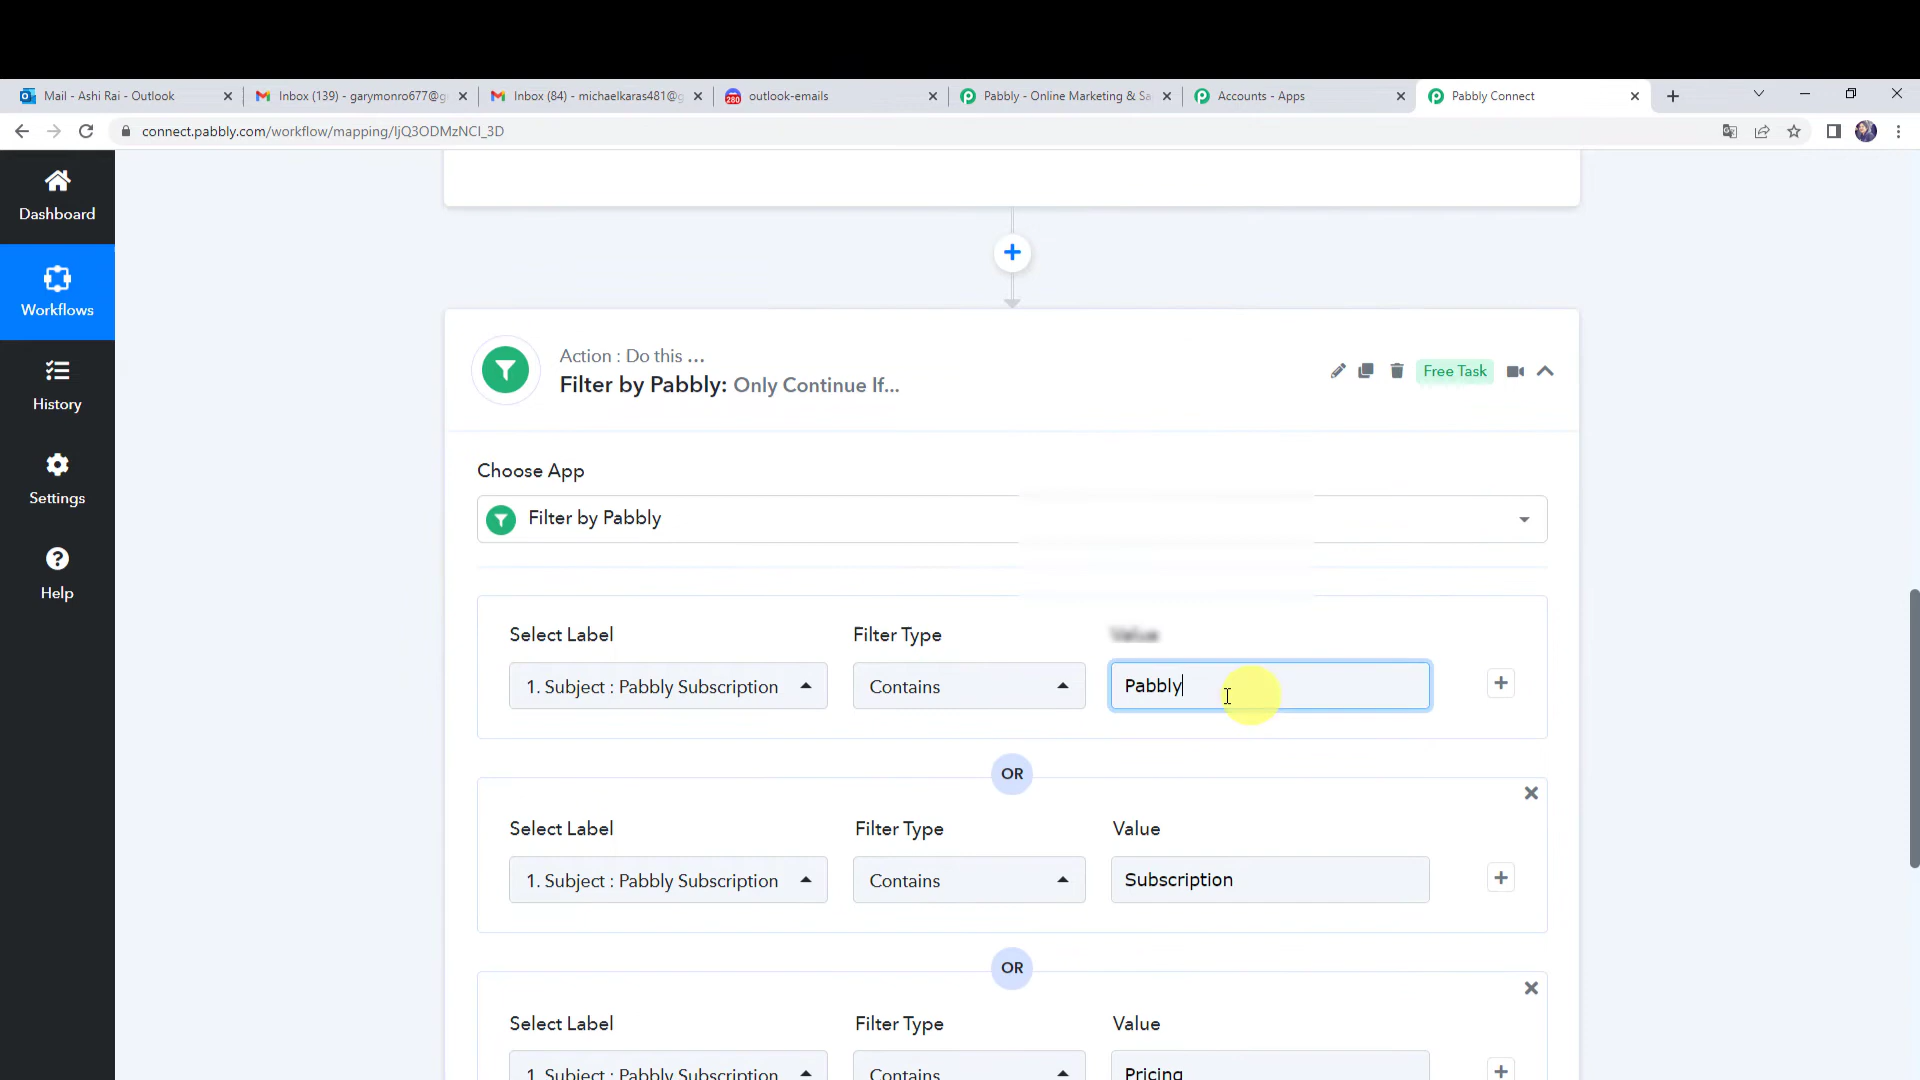 Mail - Ashi Rai - Outlook
Inbox (139) - garymonro677@g
Inbox (84) - michaelkaras481@g
280
outlook-emails
Pabbly - Online Marketing & Sa
Accounts - Apps
Pabbly Connect
connect.pabbly.com/workflow/mapping/IjQ3ODMzNCI_3D
Dashboard
Workflows
History
Settings
Help
Action : Do this ...
Filter by Pabbly: Only Continue If...
Free Task
Choose App
Filter by Pabbly
Select Label
Filter Type
Value
1. Subject : Pabbly Subscription
Contains
Pabbly
OR
Select Label
Filter Type
Value
1. Subject : Pabbly Subscription
Contains
Subscription
OR
Select Label
Filter Type
Value
1. Subject : Pabbly Subscription
Contains
Pricing